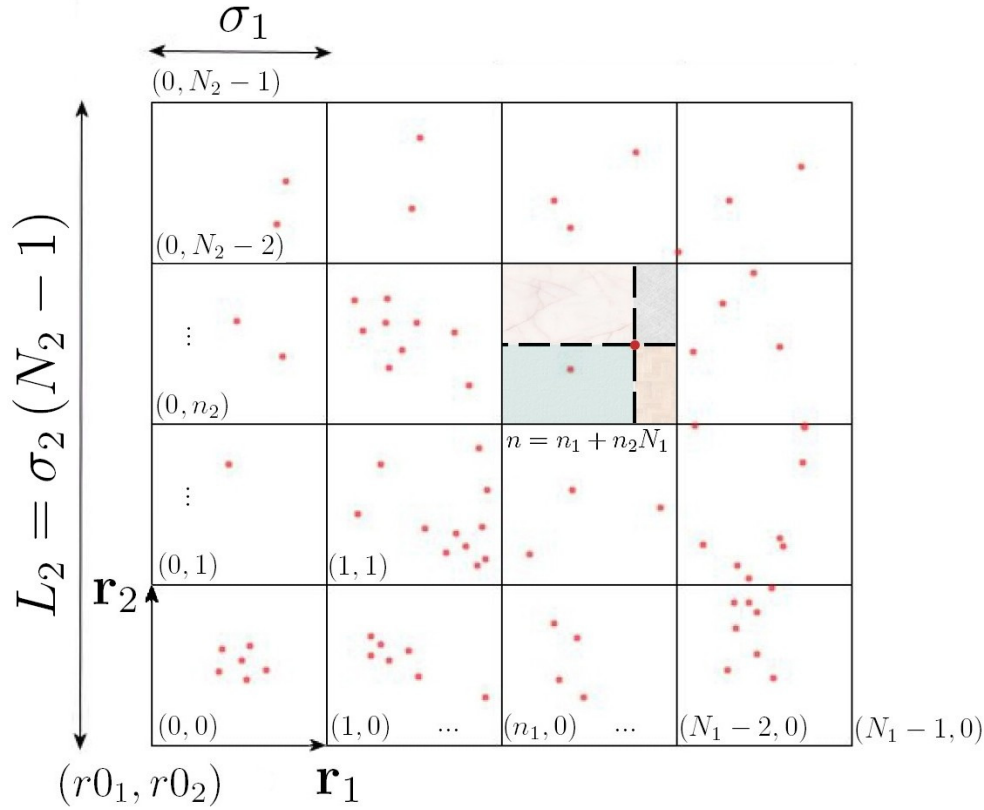 σ₁
(0, N₂ − 1)
L₂ = σ₂ (N₂ − 1)
(0, N₂ − 2)
⋮
(0, n₂)
n = n₁ + n₂N₁
⋮
(0, 1)
(1, 1)
r₂
(0, 0)
(1, 0)
...
(n₁, 0)
...
(N₁ − 2, 0)
(N₁ − 1, 0)
(r0₁, r0₂)
r₁